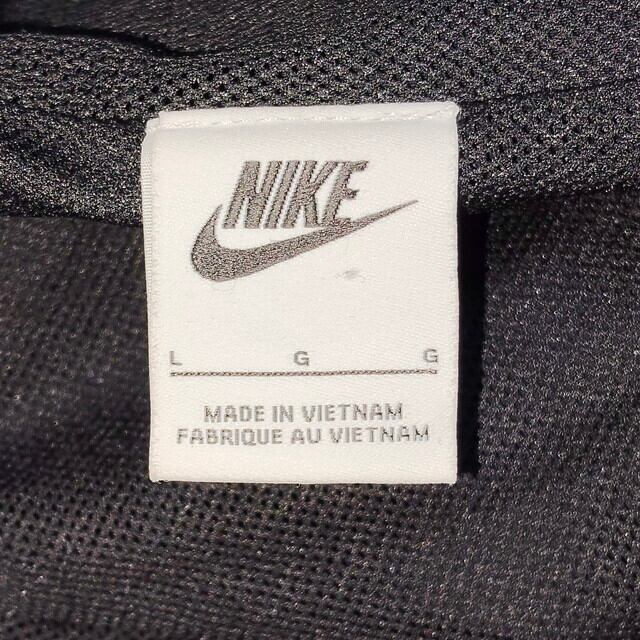 NIKE
L G G
MADE IN VIETNAM
FABRIQUE AU VIETNAM